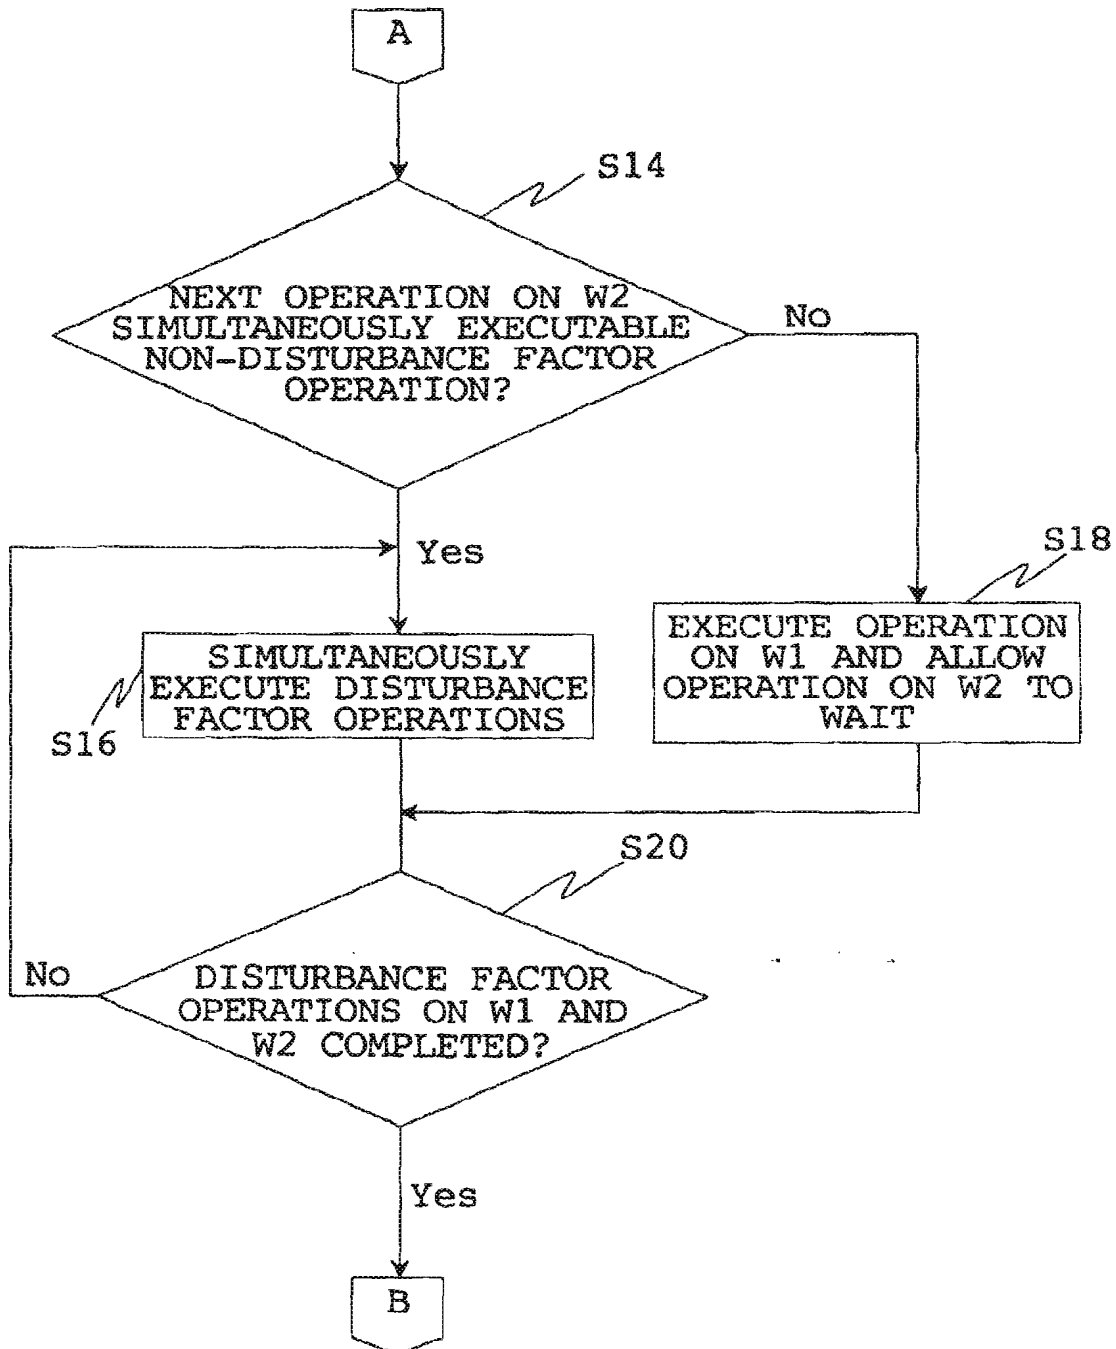 A
S14
NEXT OPERATION ON W2
SIMULTANEOUSLY EXECUTABLE
NON-DISTURBANCE FACTOR
OPERATION?
No
Yes
S18
EXECUTE OPERATION
ON W1 AND ALLOW
OPERATION ON W2 TO
WAIT
SIMULTANEOUSLY
EXECUTE DISTURBANCE
FACTOR OPERATIONS
S16
S20
No
DISTURBANCE FACTOR
OPERATIONS ON W1 AND
W2 COMPLETED?
Yes
B